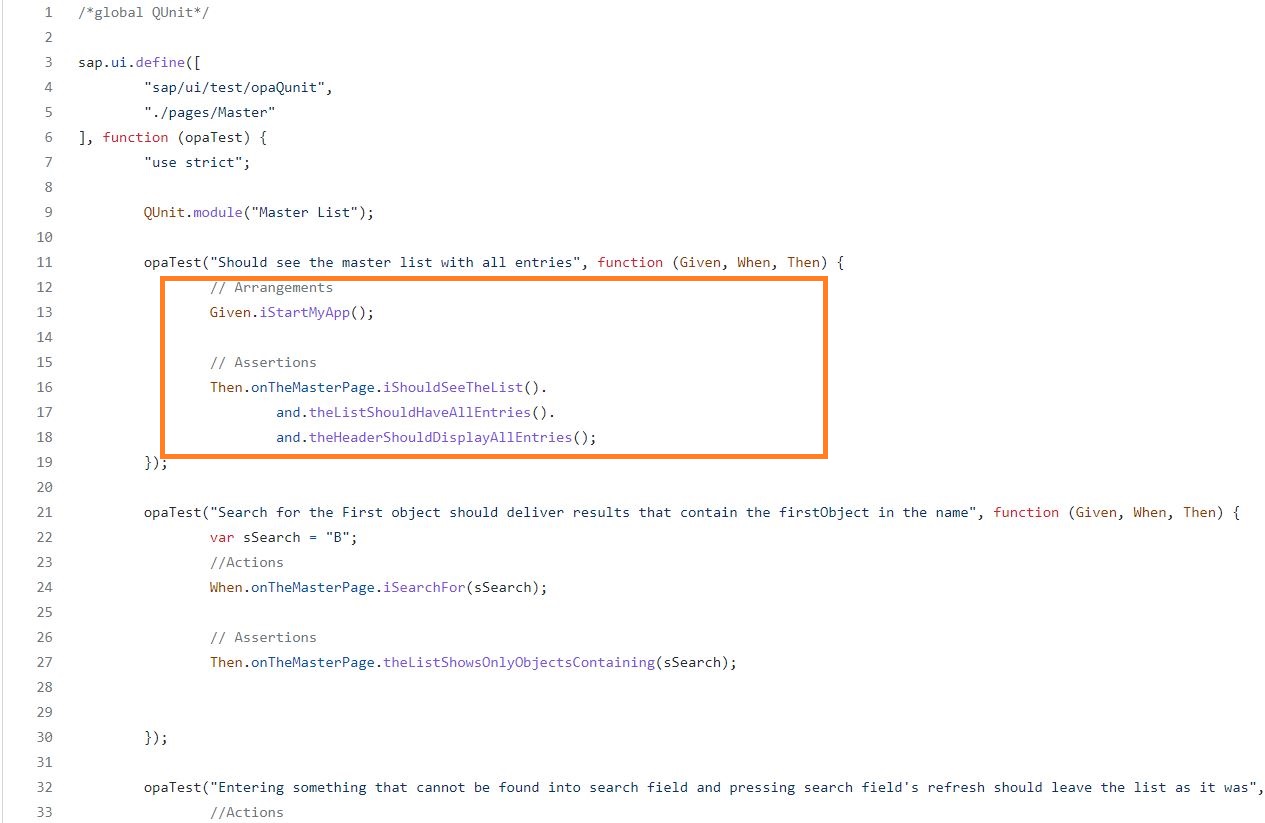 1 /*global QUnit*/
2
3 sap.ui.define([
4 "sap/ui/test/opaQunit",
5 "./pages/Master"
6 ], function (opaTest) {
7 "use strict";
8
9 QUnit.module("Master List");
10
11 opaTest("Should see the master list with all entries", function (Given, When, Then) {
12 // Arrangements
13 Given.iStartMyApp();
14
15 // Assertions
16 Then.onTheMasterPage.iShouldSeeTheList().
17 and.theListShouldHaveAllEntries().
18 and.theHeaderShouldDisplayAllEntries();
19 });
20
21 opaTest("Search for the First object should deliver results that contain the firstObject in the name", function (Given, When, Then) {
22 var sSearch = "B";
23 //Actions
24 When.onTheMasterPage.iSearchFor(sSearch);
25
26 // Assertions
27 Then.onTheMasterPage.theListShowsOnlyObjectsContaining(sSearch);
28
29
30 });
31
32 opaTest("Entering something that cannot be found into search field and pressing search field's refresh should leave the list as it was",
33 //Actions